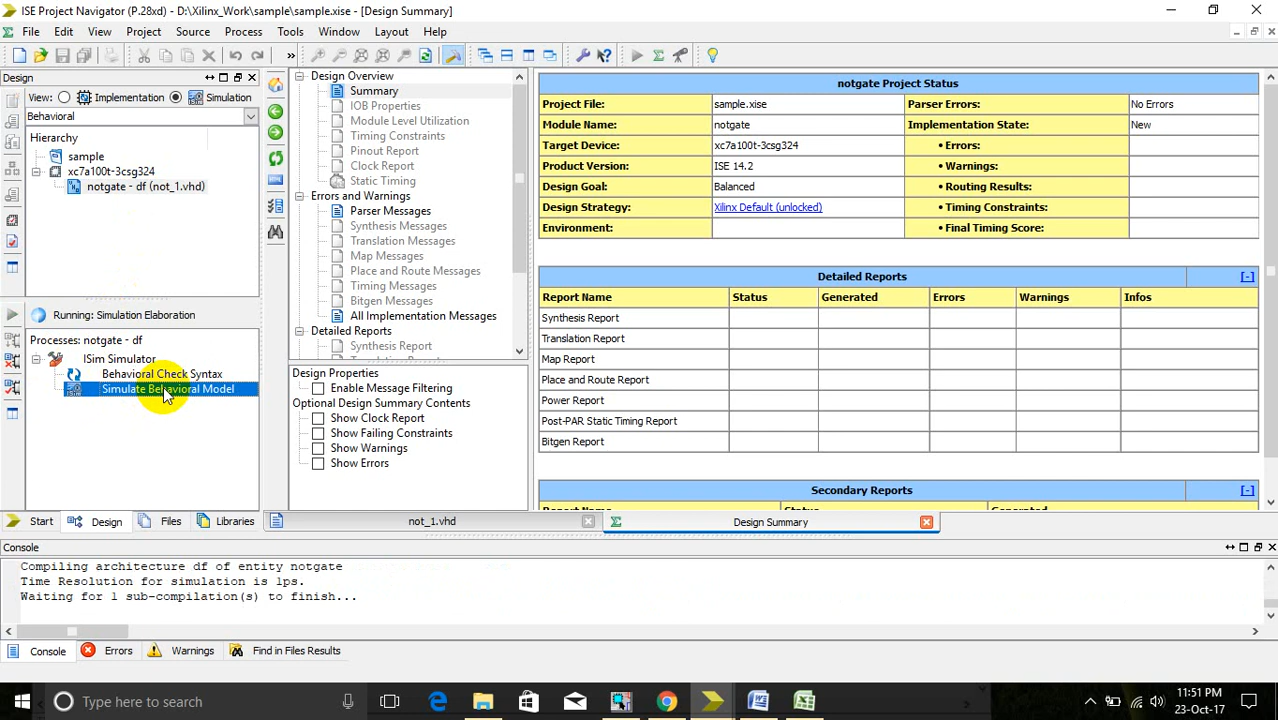 ISE Project Navigator (P.28xd) - D:\Xilinx_Work\sample\sample.xise - [Design Summary]
File Edit View Project Source Process Tools Window Layout Help
Design
View: Implementation Simulation
Behavioral
Hierarchy
sample
xc7a100t-3csg324
notgate - df (not_1.vhd)
Running: Simulation Elaboration
Processes: notgate - df
ISim Simulator
Behavioral Check Syntax
Simulate Behavioral Model
Start Design Files Libraries
Design Overview
Summary
IOB Properties
Module Level Utilization
Timing Constraints
Pinout Report
Clock Report
Static Timing
Errors and Warnings
Parser Messages
Synthesis Messages
Translation Messages
Map Messages
Place and Route Messages
Timing Messages
Bitgen Messages
All Implementation Messages
Detailed Reports
Synthesis Report
Design Properties
Enable Message Filtering
Optional Design Summary Contents
Show Clock Report
Show Failing Constraints
Show Warnings
Show Errors
notgate Project Status
Project File: sample.xise Parser Errors: No Errors
Module Name: notgate Implementation State: New
Target Device: xc7a100t-3csg324 • Errors:
Product Version: ISE 14.2 • Warnings:
Design Goal: Balanced • Routing Results:
Design Strategy: Xilinx Default (unlocked) • Timing Constraints:
Environment: • Final Timing Score:
Detailed Reports [-]
Report Name Status Generated Errors Warnings Infos
Synthesis Report
Translation Report
Map Report
Place and Route Report
Power Report
Post-PAR Static Timing Report
Bitgen Report
Secondary Reports [-]
not_1.vhd Design Summary
Console
Compiling architecture df of entity notgate
Time Resolution for simulation is 1ps.
Waiting for 1 sub-compilation(s) to finish...
Console Errors Warnings Find in Files Results
Type here to search
11:51 PM
23-Oct-17